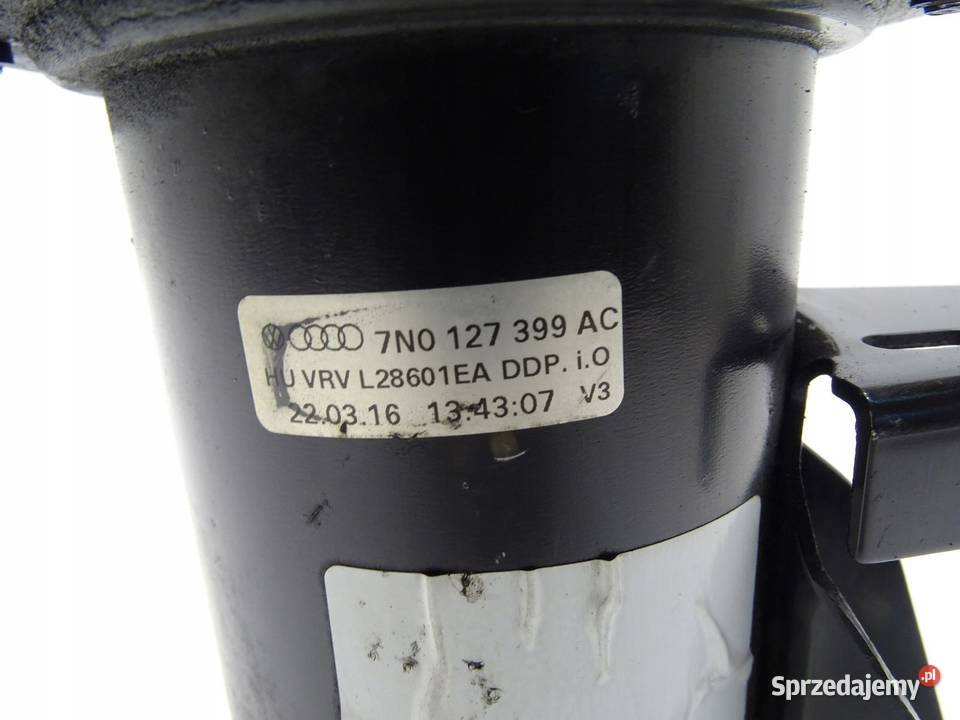 7N0 127 399 AC
HU VRV L28601EA DDP. i.O
22.03.16 13:43:07 V3
Sprzedajemy.pl